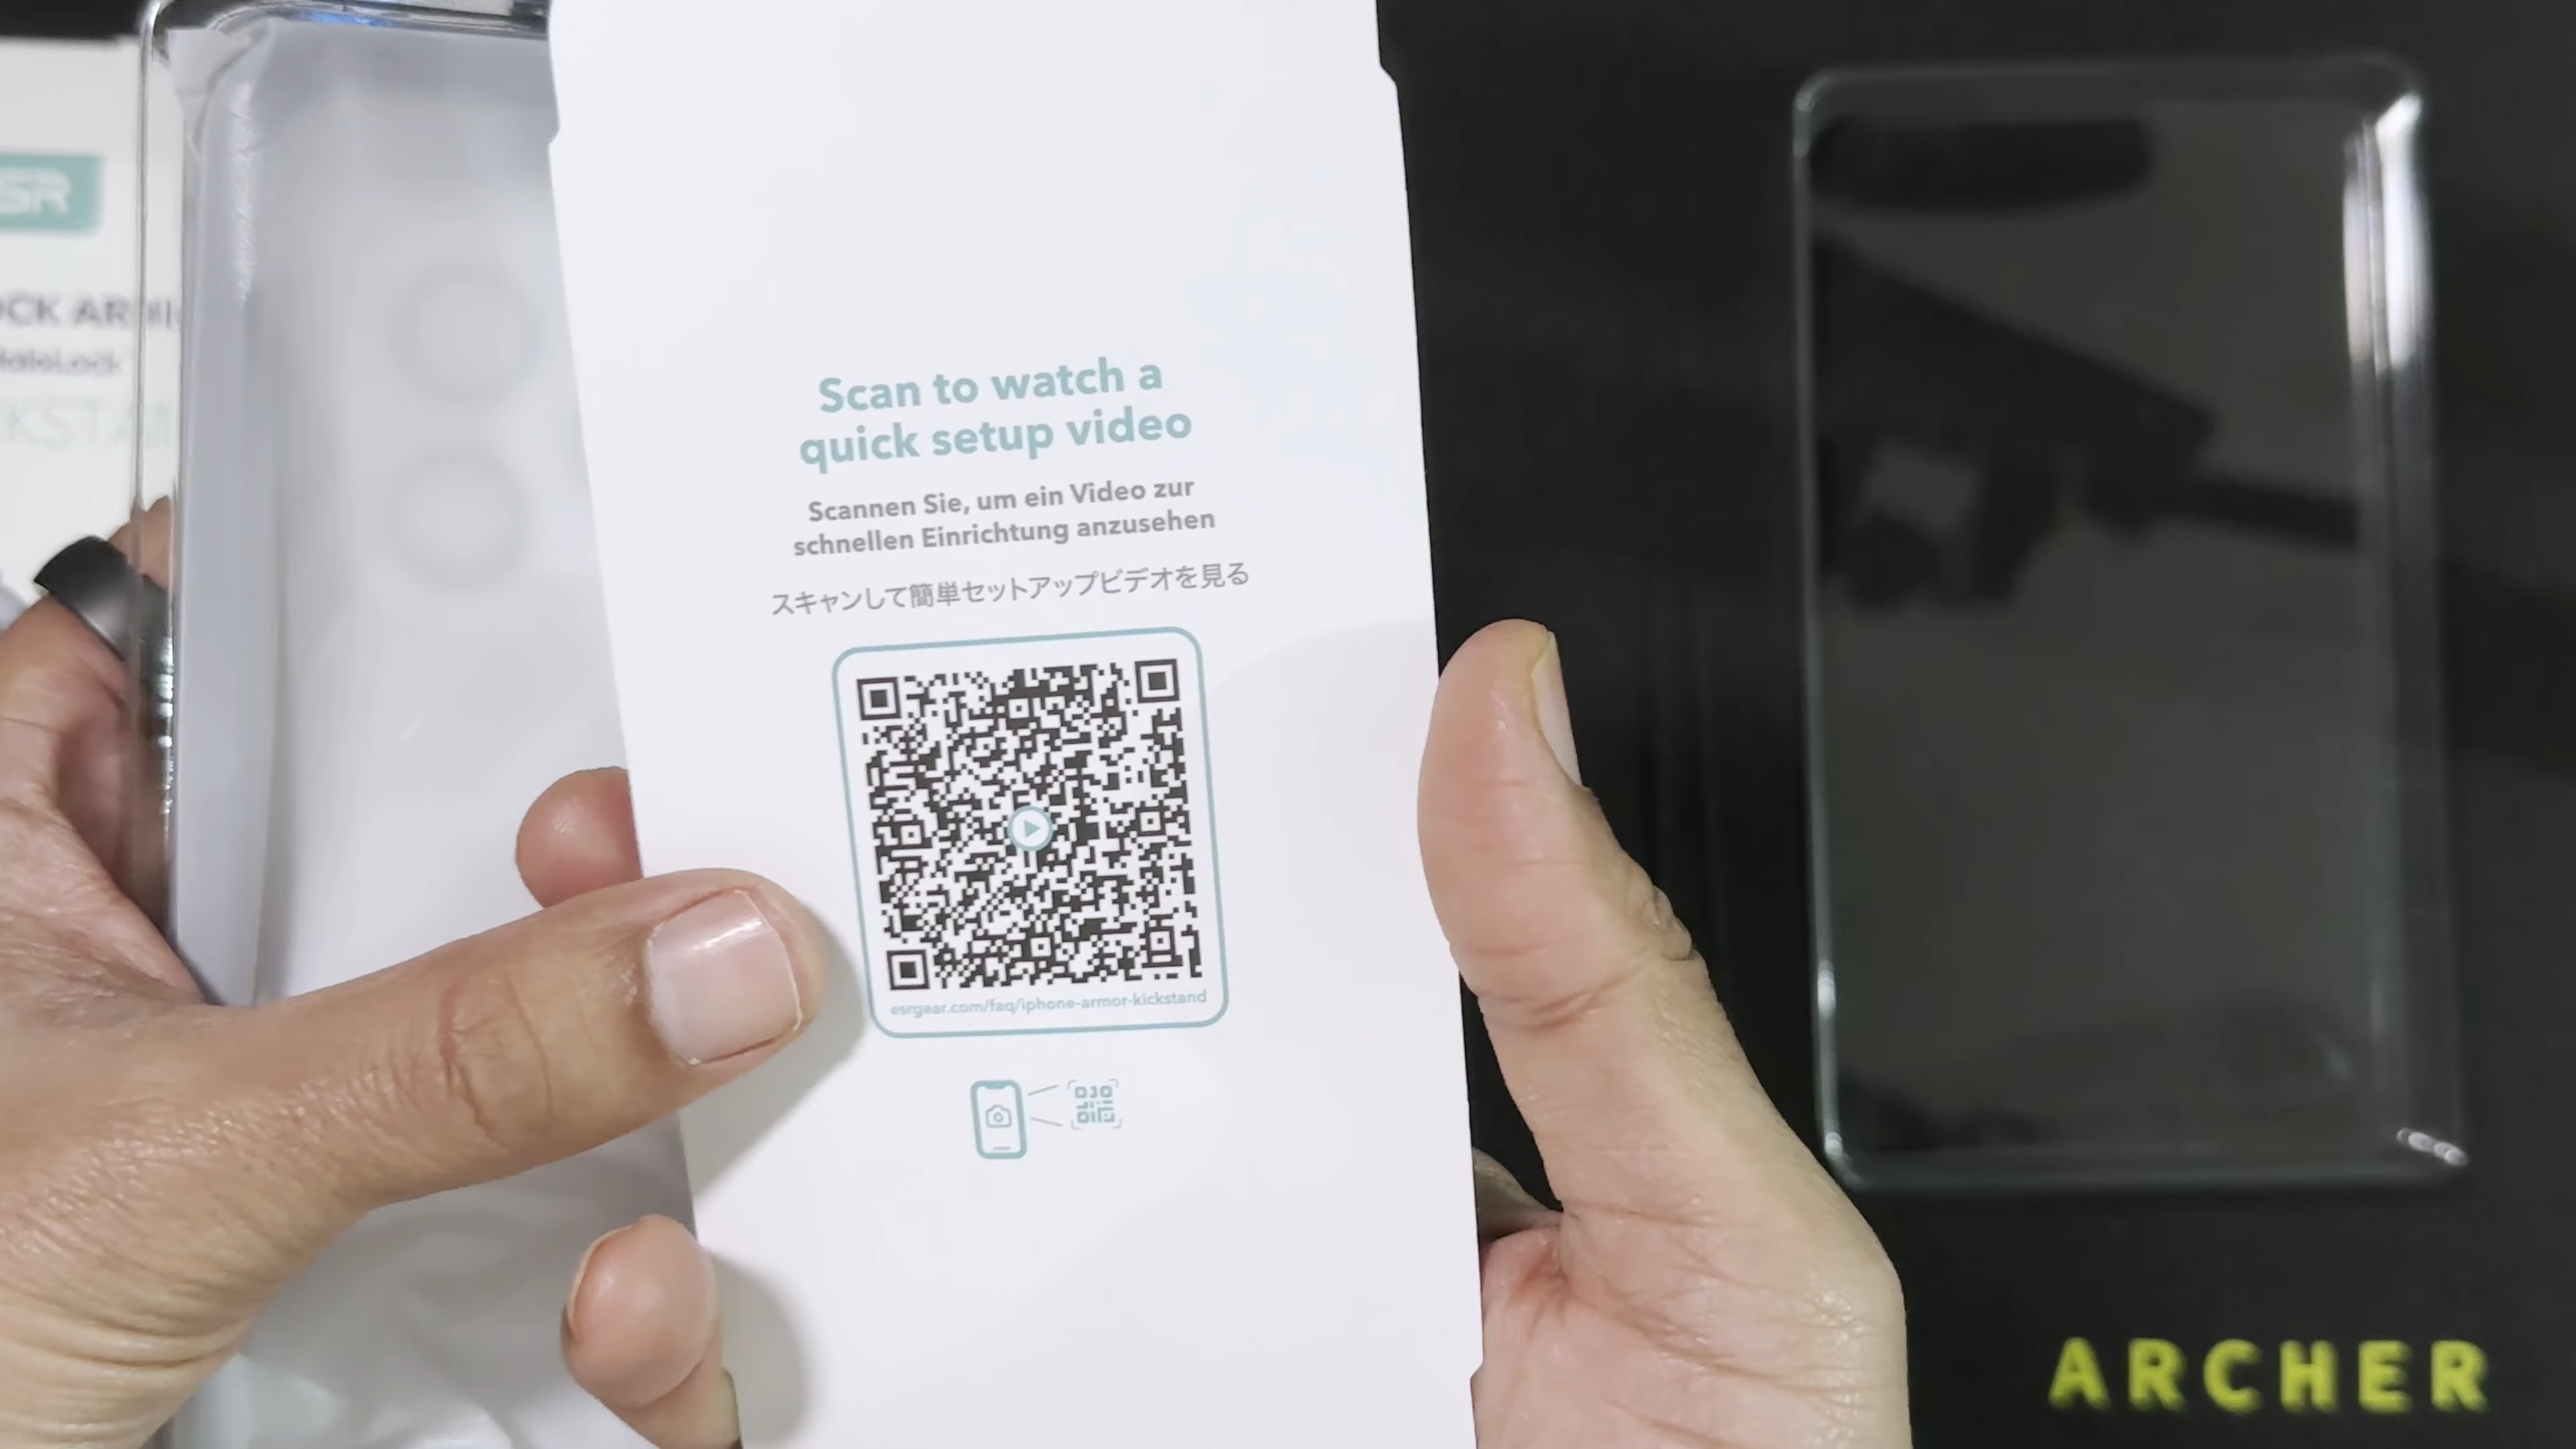 Scan to watch a
quick setup video
Scannen Sie, um ein Video zur
schnellen Einrichtung anzusehen
スキャンして簡単セットアップビデオを見る
esrgear.com/faq/iphone-armor-kickstand
ARCHER